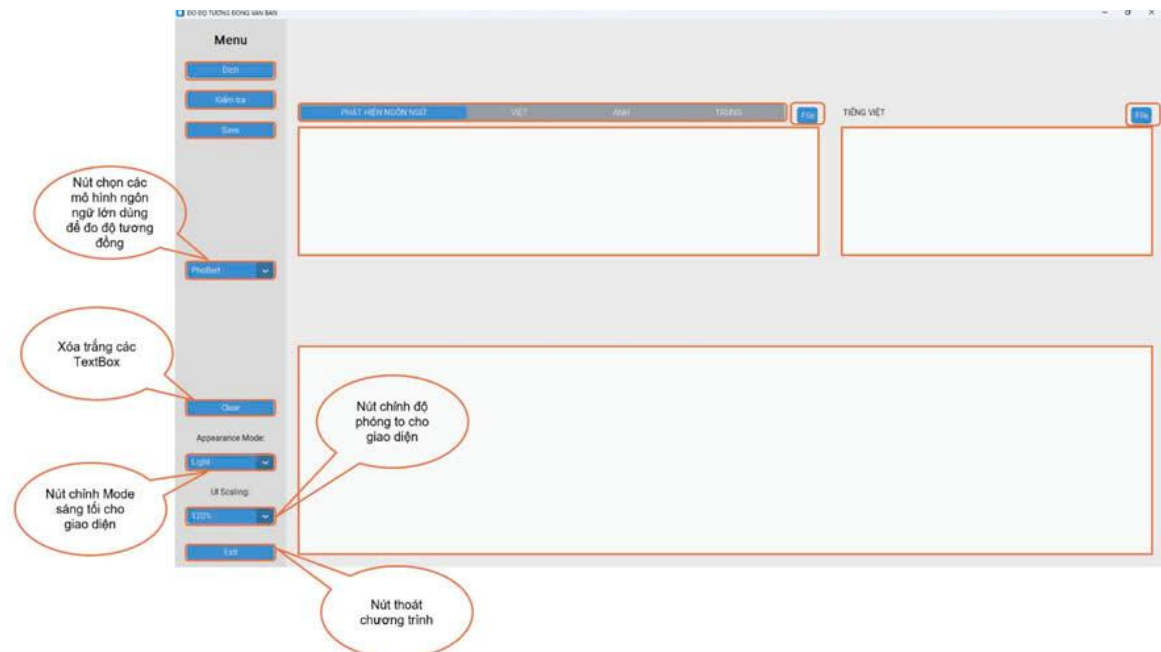 ĐO ĐỘ TƯƠNG ĐỒNG VĂN BẢN
Menu
Dịch
Kiểm tra
Save
PHÁT HIỆN NGÔN NGỮ
VIỆT
ANH
TRUNG
File
TIẾNG VIỆT
File
Nút chọn các
mô hình ngôn
ngữ lớn dùng
để đo độ tương
đồng
PhoBert
Xóa trắng các
TextBox
Clear
Nút chỉnh độ
phóng to cho
giao diện
Appearance Mode:
Light
Nút chỉnh Mode
sáng tối cho
giao diện
UI Scaling:
120%
Exit
Nút thoát
chương trình